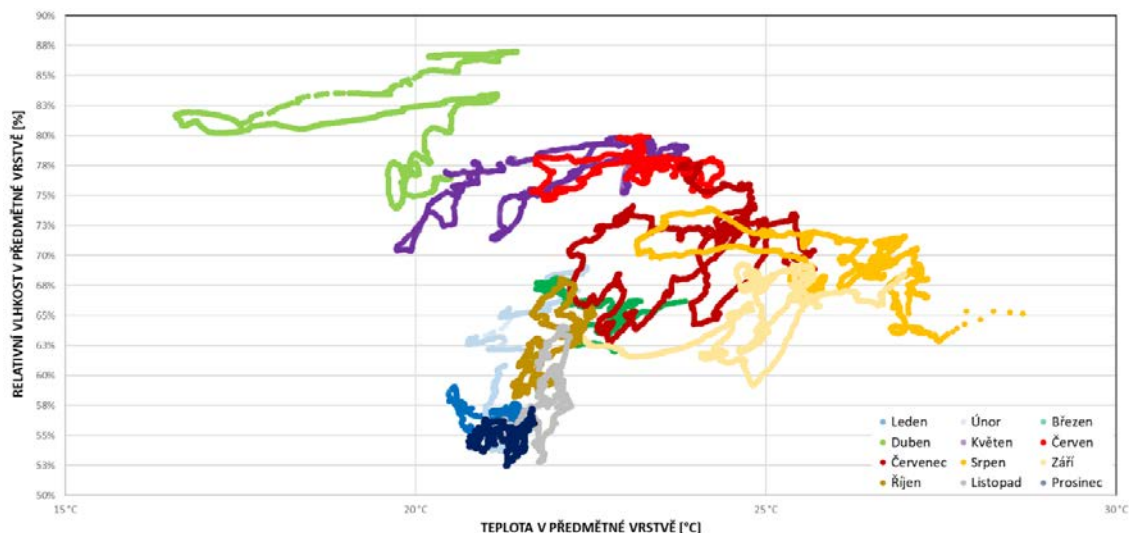 90%
88%
85%
83%
80%
78%
75%
73%
70%
68%
65%
63%
60%
58%
55%
53%
50%
RELATIVNÍ VLHKOST V PŘEDMĚTNÉ VRSTVĚ [%]
Leden Únor Březen
Duben Květen Červen
Červenec Srpen Září
Říjen Listopad Prosinec
15°C 20°C 25°C 30°C
TEPLOTA V PŘEDMĚTNÉ VRSTVĚ [°C]